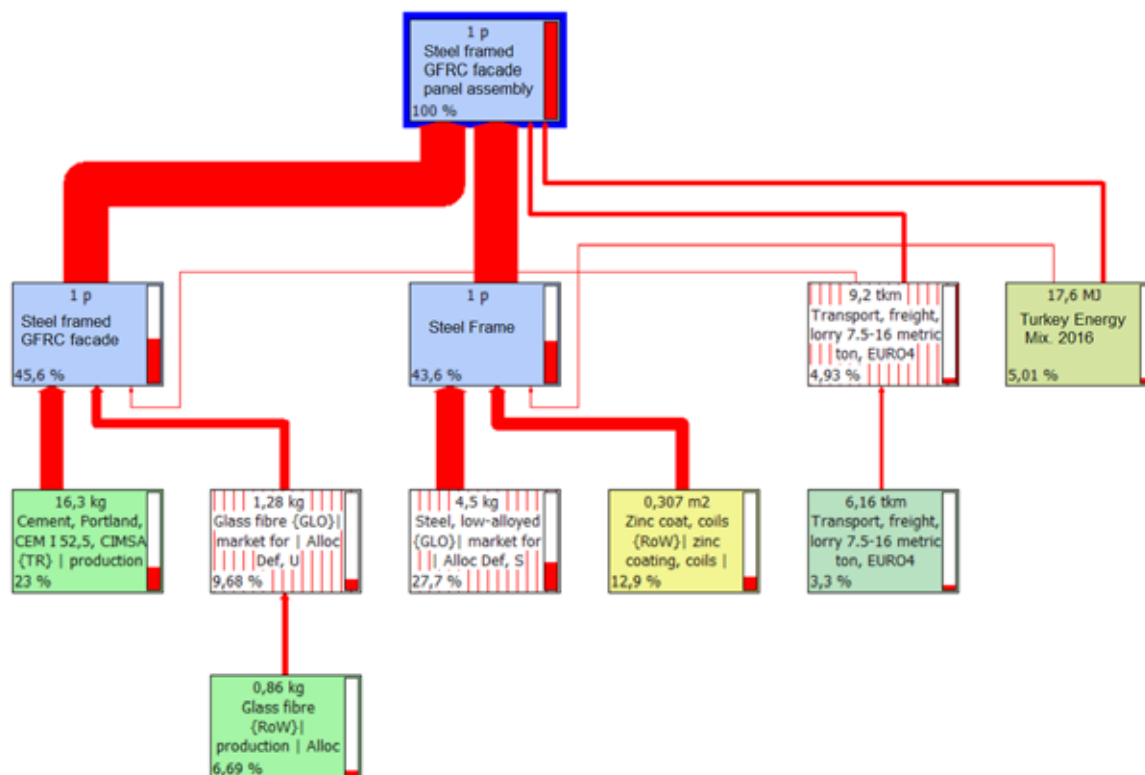 1 p
Steel framed
GFRC facade
panel assembly
100 %
1 p
Steel framed
GFRC facade
45,6 %
1 p
Steel Frame
43,6 %
9,2 tkm
Transport, freight,
lorry 7.5-16 metric
ton, EURO4
4,93 %
17,6 MJ
Turkey Energy
Mix. 2016
5,01 %
16,3 kg
Cement, Portland,
CEM I 52,5, CIMSA
{TR} | production
23 %
1,28 kg
Glass fibre {GLO}|
market for | Alloc
Def, U
9,68 %
4,5 kg
Steel, low-alloyed
{GLO}| market for
| Alloc Def, S
27,7 %
0,307 m2
Zinc coat, coils
{RoW}| zinc
coating, coils |
12,9 %
6,16 tkm
Transport, freight,
lorry 7.5-16 metric
ton, EURO4
3,3 %
0,86 kg
Glass fibre
{RoW}|
production | Alloc
6,69 %